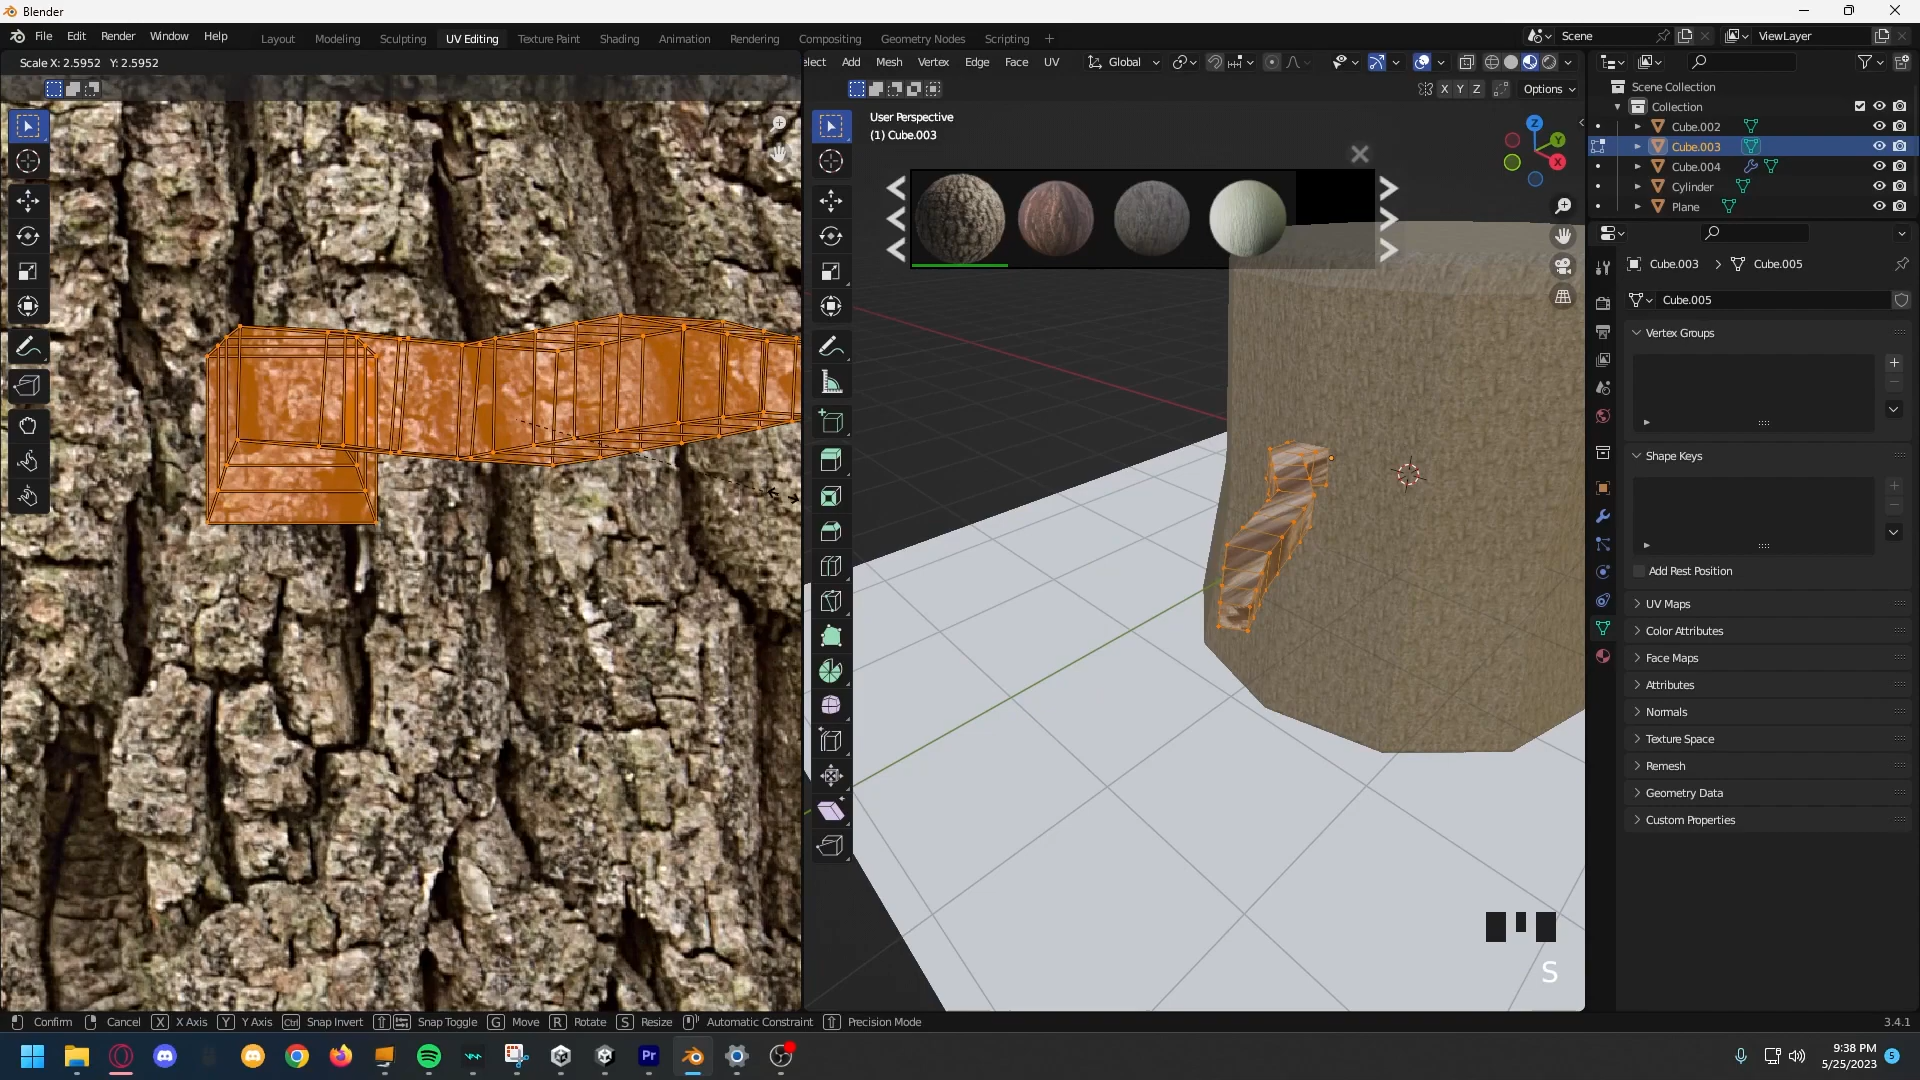 Blender
File Edit Render Window Help
Layout Modeling Sculpting UV Editing Texture Paint Shading Animation Rendering Compositing Geometry Nodes Scripting +
Scene
ViewLayer
Scale X: 2.5952 Y: 2.5952
elect Add Mesh Vertex Edge Face UV
Global
X Y Z
Options
User Perspective
(1) Cube.003
Z
Y
X
Scene Collection
Collection
Cube.002
Cube.003
Cube.004
Cylinder
Plane
Cube.003 > Cube.005
Cube.005
Vertex Groups
Shape Keys
Add Rest Position
UV Maps
Color Attributes
Face Maps
Attributes
Normals
Texture Space
Remesh
Geometry Data
Custom Properties
S
Confirm Cancel X X Axis Y Y Axis Ctrl Snap Invert Snap Toggle G Move R Rotate S Resize Automatic Constraint Precision Mode
3.4.1
Pr
9:38 PM
5/25/2023
5